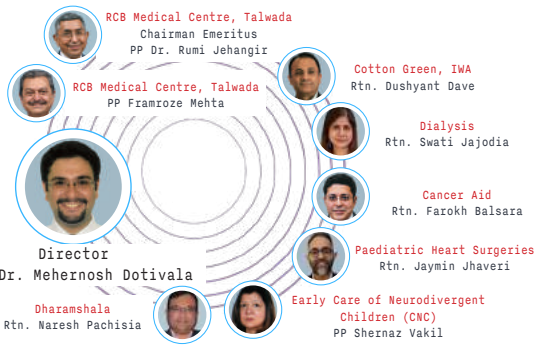 RCB Medical Centre, Talwada
Chairman Emeritus
PP Dr. Rumi Jehangir
RCB Medical Centre, Talwada
PP Framroze Mehta
Cotton Green, IWA
Rtn. Dushyant Dave
Dialysis
Rtn. Swati Jajodia
Cancer Aid
Rtn. Farokh Balsara
Paediatric Heart Surgeries
Rtn. Jaymin Jhaveri
Director
Dr. Mehernosh Dotivala
Early Care of Neurodivergent
Children (CNC)
PP Shernaz Vakil
Dharamshala
Rtn. Naresh Pachisia